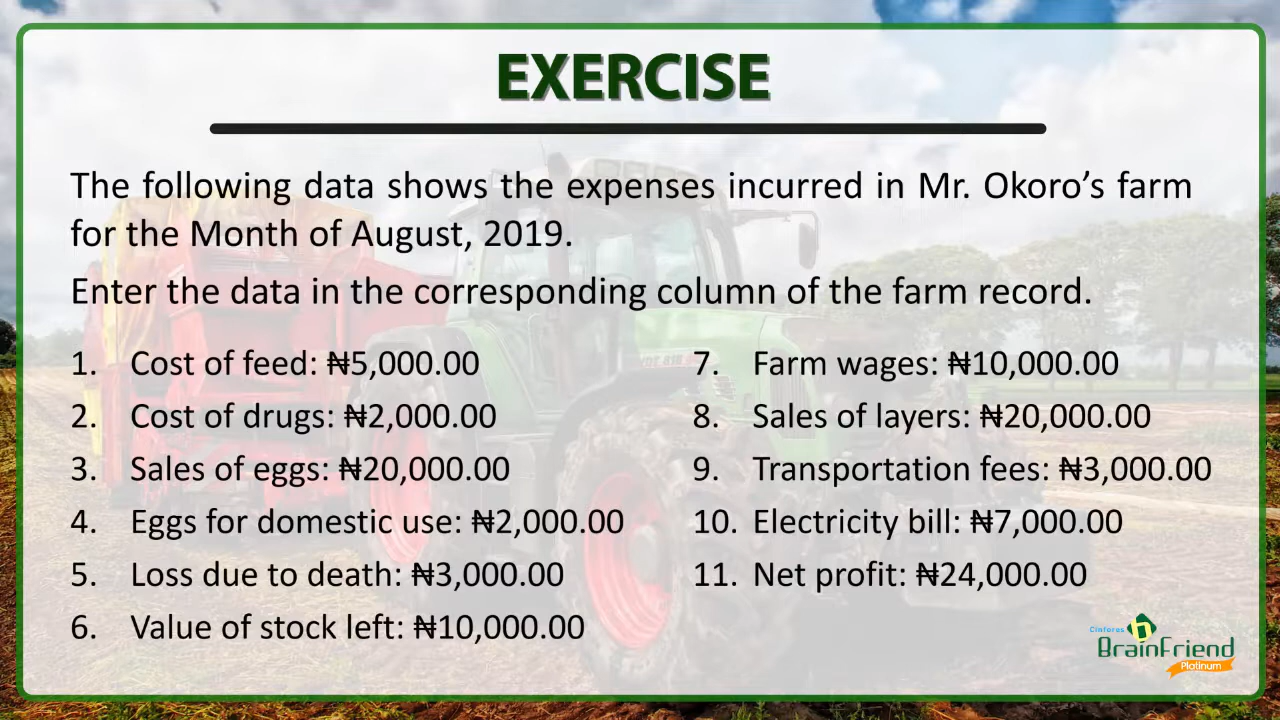 EXERCISE
The following data shows the expenses incurred in Mr. Okoro’s farm
for the Month of August, 2019.
Enter the data in the corresponding column of the farm record.
1. Cost of feed: ₦5,000.00
2. Cost of drugs: ₦2,000.00
3. Sales of eggs: ₦20,000.00
4. Eggs for domestic use: ₦2,000.00
5. Loss due to death: ₦3,000.00
6. Value of stock left: ₦10,000.00
7. Farm wages: ₦10,000.00
8. Sales of layers: ₦20,000.00
9. Transportation fees: ₦3,000.00
10. Electricity bill: ₦7,000.00
11. Net profit: ₦24,000.00
Cinfores
BrainFriend
Platinum